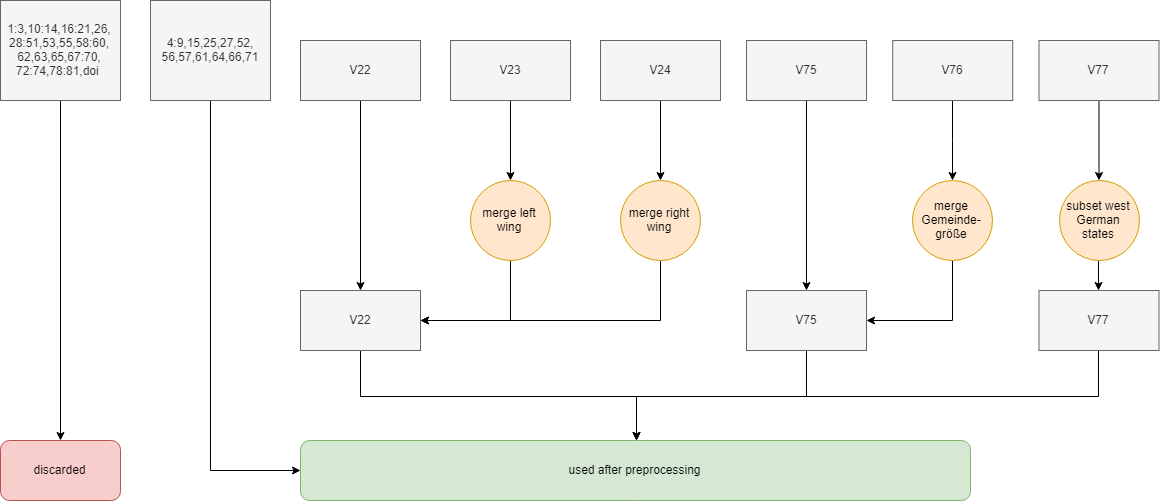 1:3,10:14,16:21,26,
28:51,53,55,58:60,
62,63,65,67:70,
72:74,78:81,doi
4:9,15,25,27,52,
56,57,61,64,66,71
V22
V23
V24
V75
V76
V77
merge left
wing
merge right
wing
merge
Gemeinde-
größe
subset west
German
states
V22
V75
V77
discarded
used after preprocessing